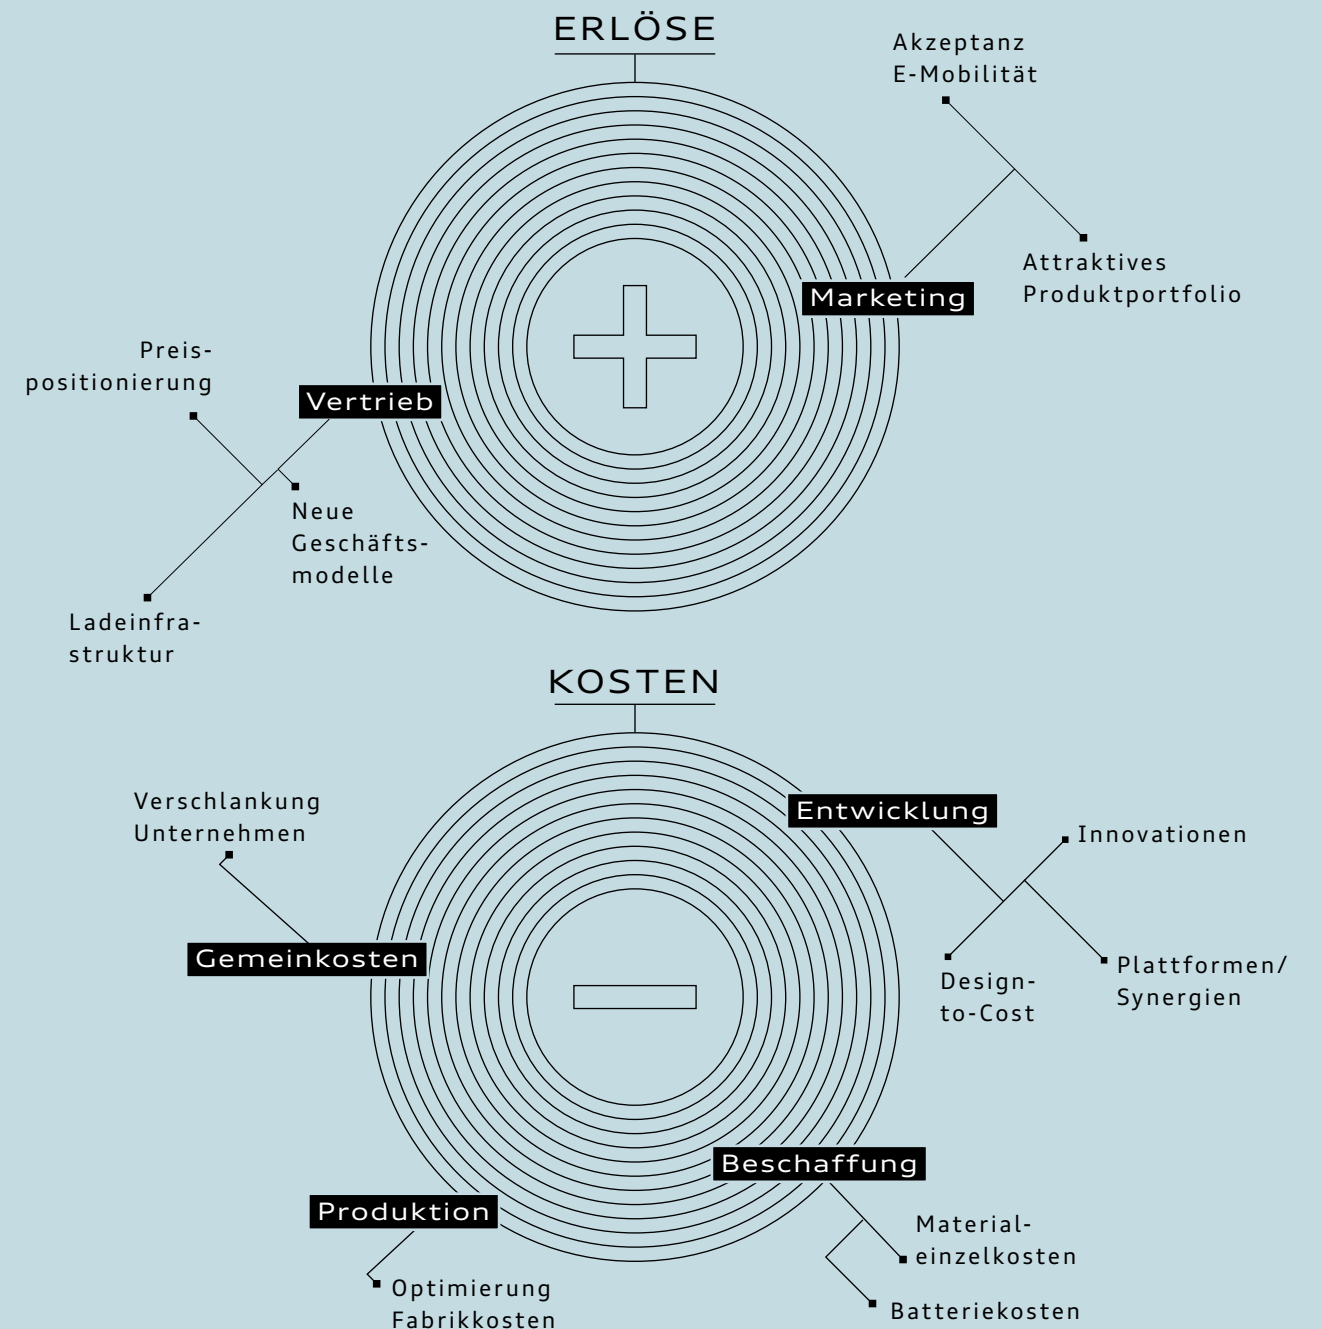 ERLÖSE
Akzeptanz
E-Mobilität
Attraktives
Produktportfolio
Marketing
Preis-
positionierung
Vertrieb
Neue
Geschäfts-
modelle
Ladeinfra-
struktur
KOSTEN
Verschlankung
Unternehmen
Entwicklung
Innovationen
Gemeinkosten
Design-
to-Cost
Plattformen/
Synergien
Beschaffung
Produktion
Material-
einzelkosten
Optimierung
Fabrikkosten
Batteriekosten